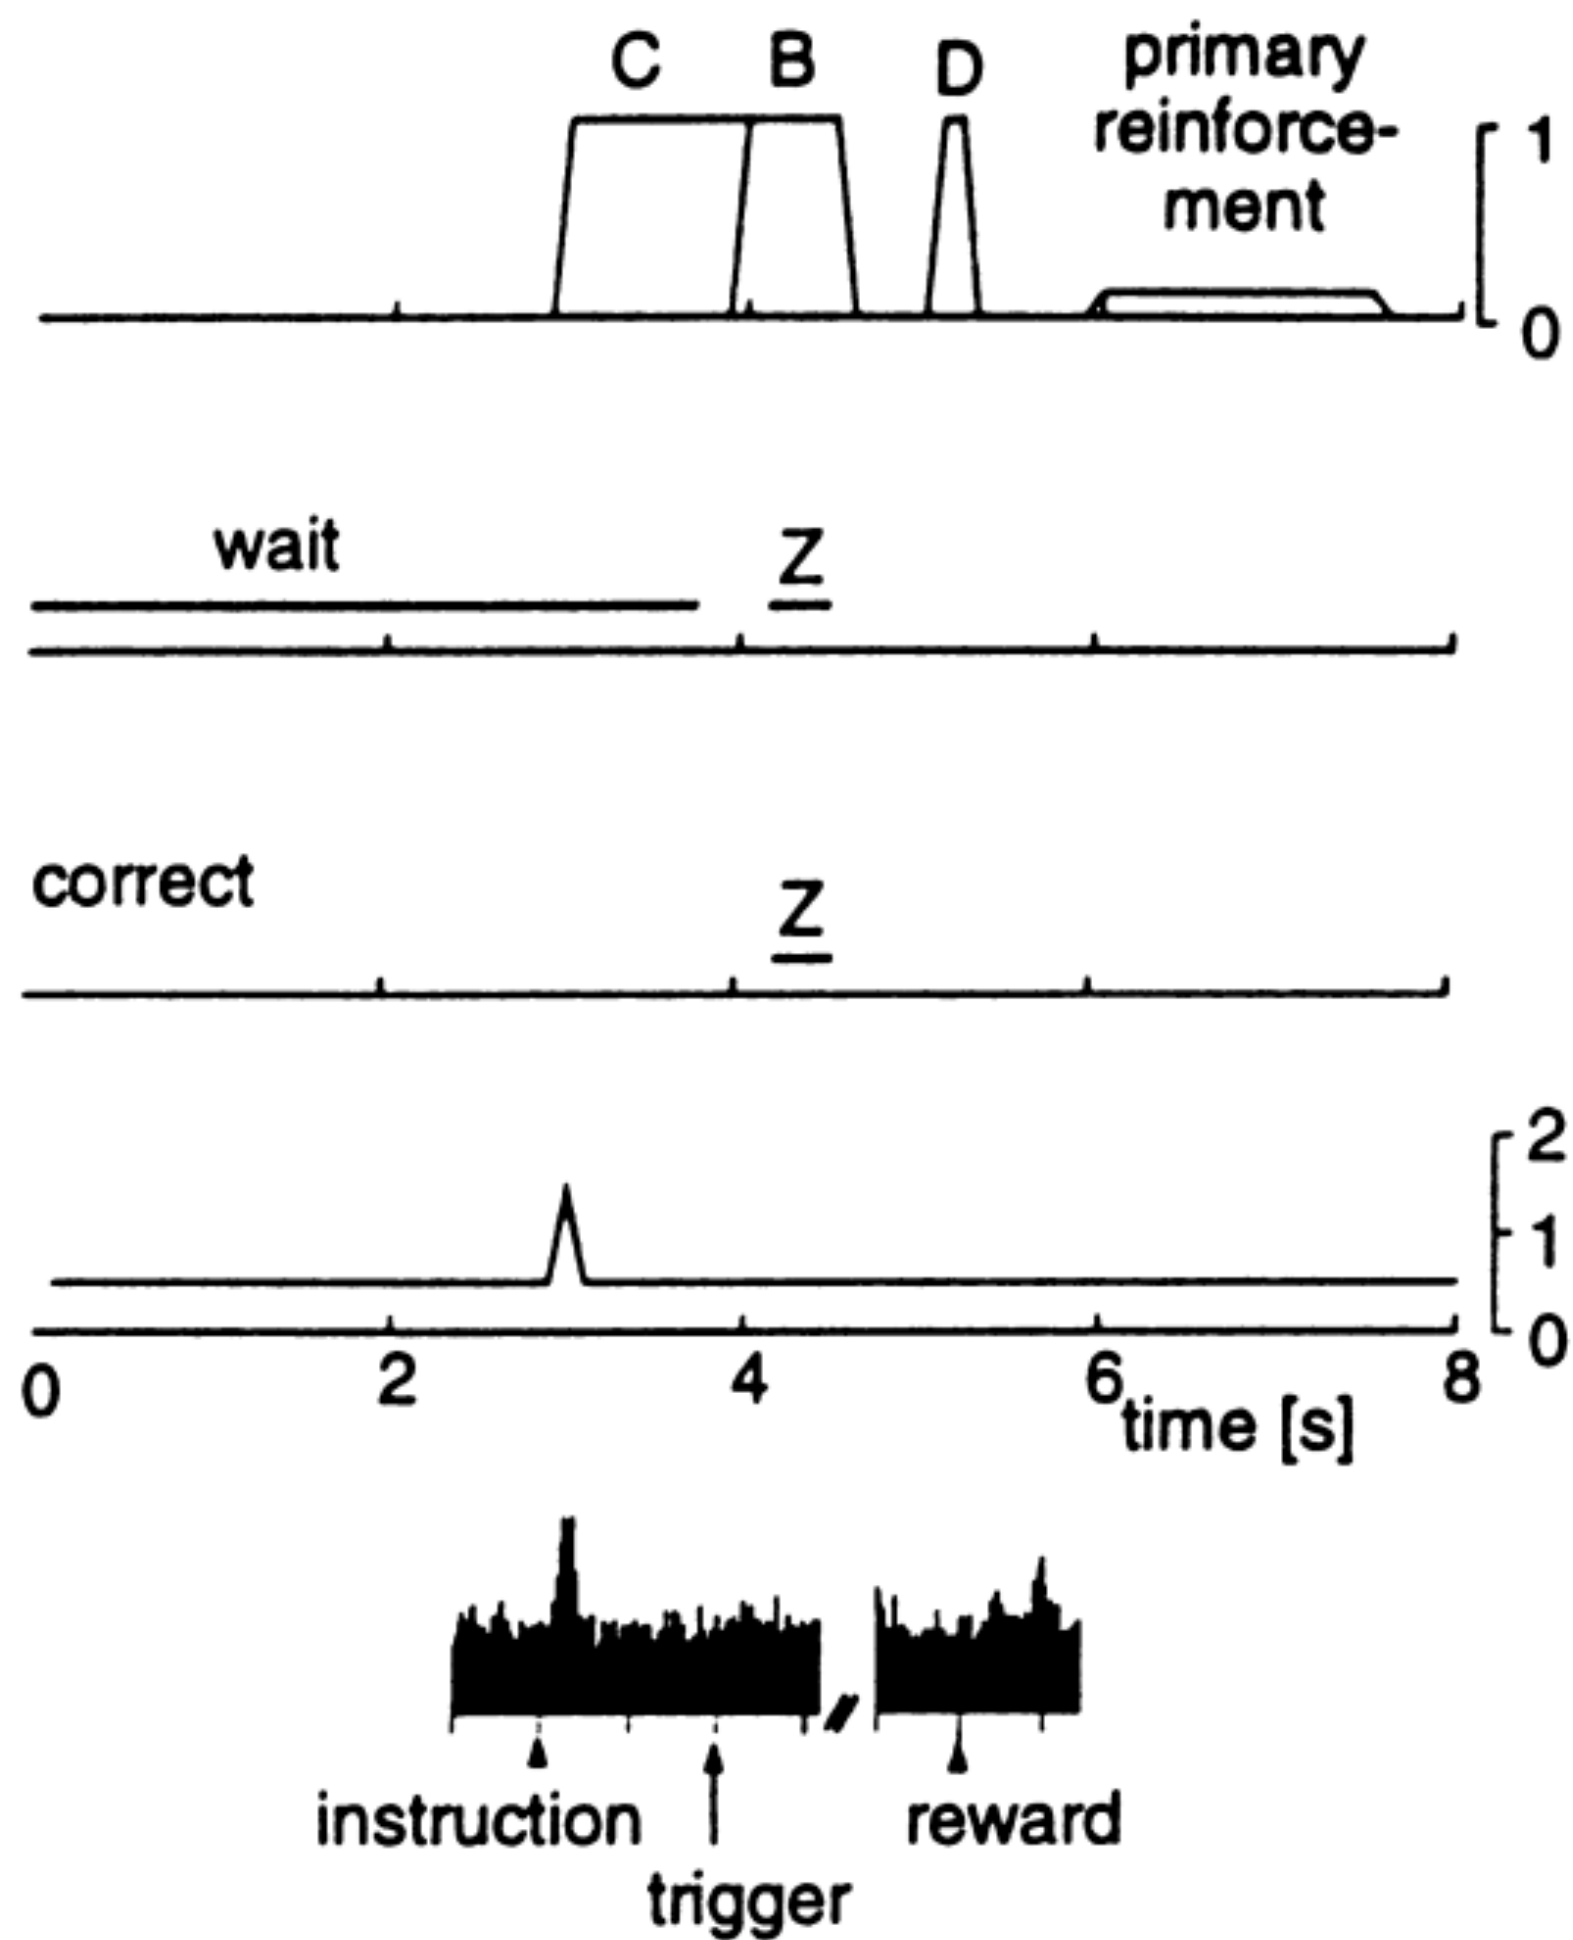 C B D primary
reinforce-
ment
1
0
wait Z
correct
Z
2
1
0
0 2 4 6 8
time [s]
instruction reward
trigger